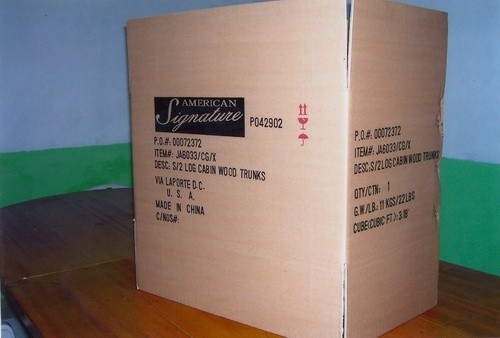 AMERICAN
Signature
P042902
P.O.#: 00072372
ITEM#: JA6033/CG/X
DESC: S/2 LOG CABIN WOOD TRUNKS
VIA LAPORTE D.C.
U. S. A.
MADE IN CHINA
C/NOS#:
P.O.#: 00072372
ITEM#: JA6033/CG/X
DESC:S/2 LOG CABIN WOOD TRUNKS
QTY/CTN: 1
G.W/LB.: 11 KGS/22 LBS
CUBE(CUBIC FT.):3.18'